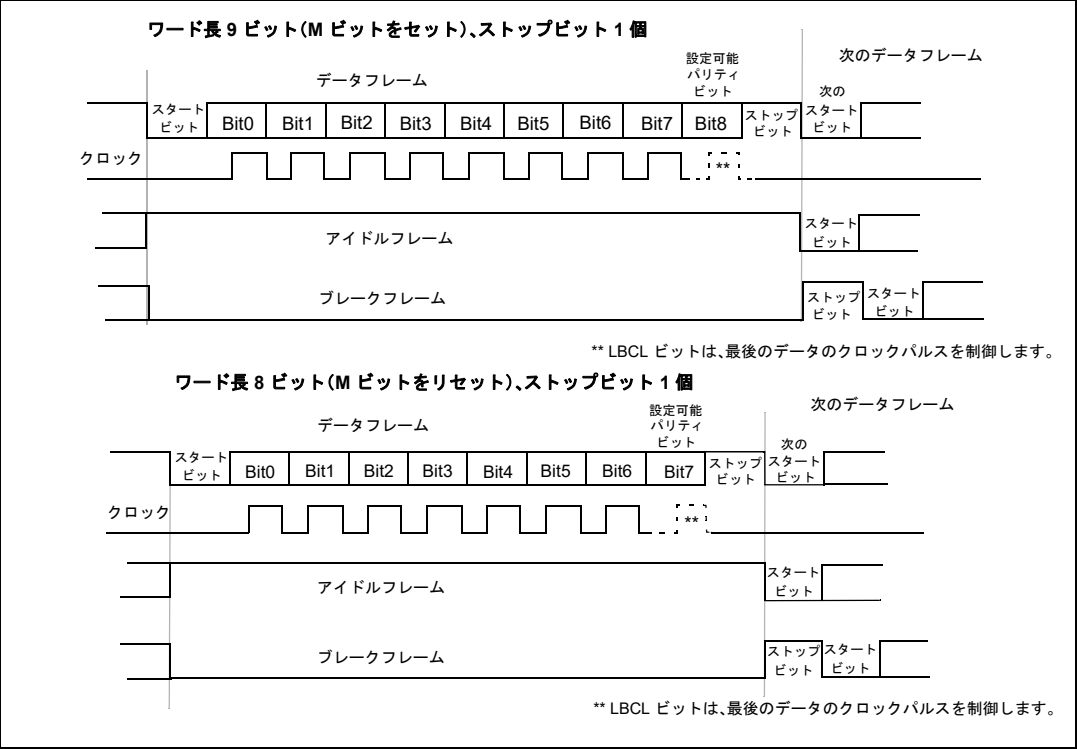 ワード長 9 ビット（M ビットをセット）、ストップビット 1 個
次のデータフレーム
データフレーム
設定可能
パリティ
ビット
スタート
ビット
Bit0
Bit1
Bit2
Bit3
Bit4
Bit5
Bit6
Bit7
Bit8
ストップ
ビット
次の
スタート
ビット
クロック
**
アイドルフレーム
スタート
ビット
ブレークフレーム
ストップ
ビット
スタート
ビット
** LBCL ビットは、最後のデータのクロックパルスを制御します。
ワード長 8 ビット（M ビットをリセット）、ストップビット 1 個
次のデータフレーム
データフレーム
設定可能
パリティ
ビット
スタート
ビット
Bit0
Bit1
Bit2
Bit3
Bit4
Bit5
Bit6
Bit7
ストップ
ビット
次の
スタート
ビット
クロック
**
アイドルフレーム
スタート
ビット
ブレークフレーム
ストップ
ビット
スタート
ビット
** LBCL ビットは、最後のデータのクロックパルスを制御します。